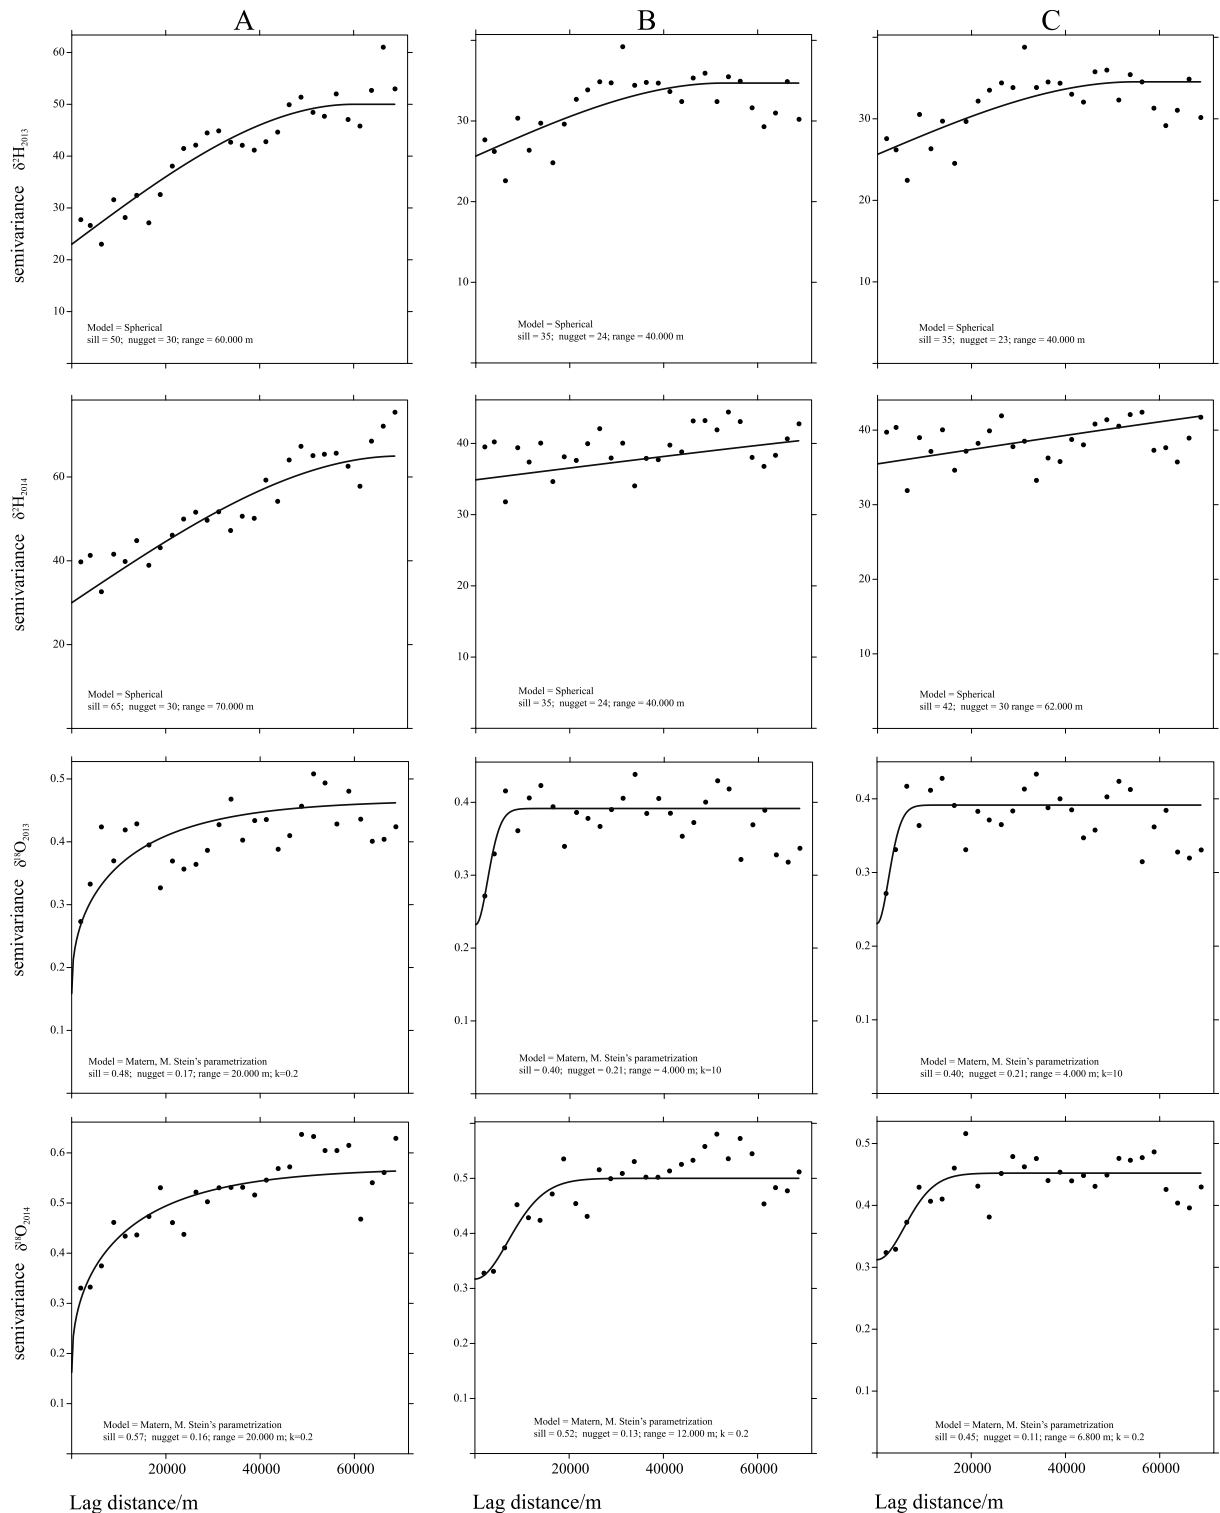 A B C
semivariance δ²H2013
60
50
40
30
20
10
Model = Spherical
sill = 50; nugget = 30; range = 60.000 m
30
20
10
Model = Spherical
sill = 35; nugget = 24; range = 40.000 m
30
20
10
Model = Spherical
sill = 35; nugget = 23; range = 40.000 m
semivariance δ²H2014
60
40
20
Model = Spherical
sill = 65; nugget = 30; range = 70.000 m
40
30
20
10
Model = Spherical
sill = 35; nugget = 24; range = 40.000 m
40
30
20
10
Model = Spherical
sill = 42; nugget = 30 range = 62.000 m
semivariance δ¹⁸O2013
0.5
0.4
0.3
0.2
0.1
Model = Matern, M. Stein's parametrization
sill = 0.48; nugget = 0.17; range = 20.000 m; k=0.2
0.4
0.3
0.2
0.1
Model = Matern, M. Stein's parametrization
sill = 0.40; nugget = 0.21; range = 4.000 m; k=10
0.4
0.3
0.2
0.1
Model = Matern, M. Stein's parametrization
sill = 0.40; nugget = 0.21; range = 4.000 m; k=10
semivariance δ¹⁸O2014
0.6
0.5
0.4
0.3
0.2
0.1
Model = Matern, M. Stein's parametrization
sill = 0.57; nugget = 0.16; range = 20.000 m; k=0.2
0.5
0.4
0.3
0.2
0.1
Model = Matern, M. Stein's parametrization
sill = 0.52; nugget = 0.13; range = 12.000 m; k = 0.2
0.5
0.4
0.3
0.2
0.1
Model = Matern, M. Stein's parametrization
sill = 0.45; nugget = 0.11; range = 6.800 m; k = 0.2
20000 40000 60000
20000 40000 60000
20000 40000 60000
Lag distance/m
Lag distance/m
Lag distance/m